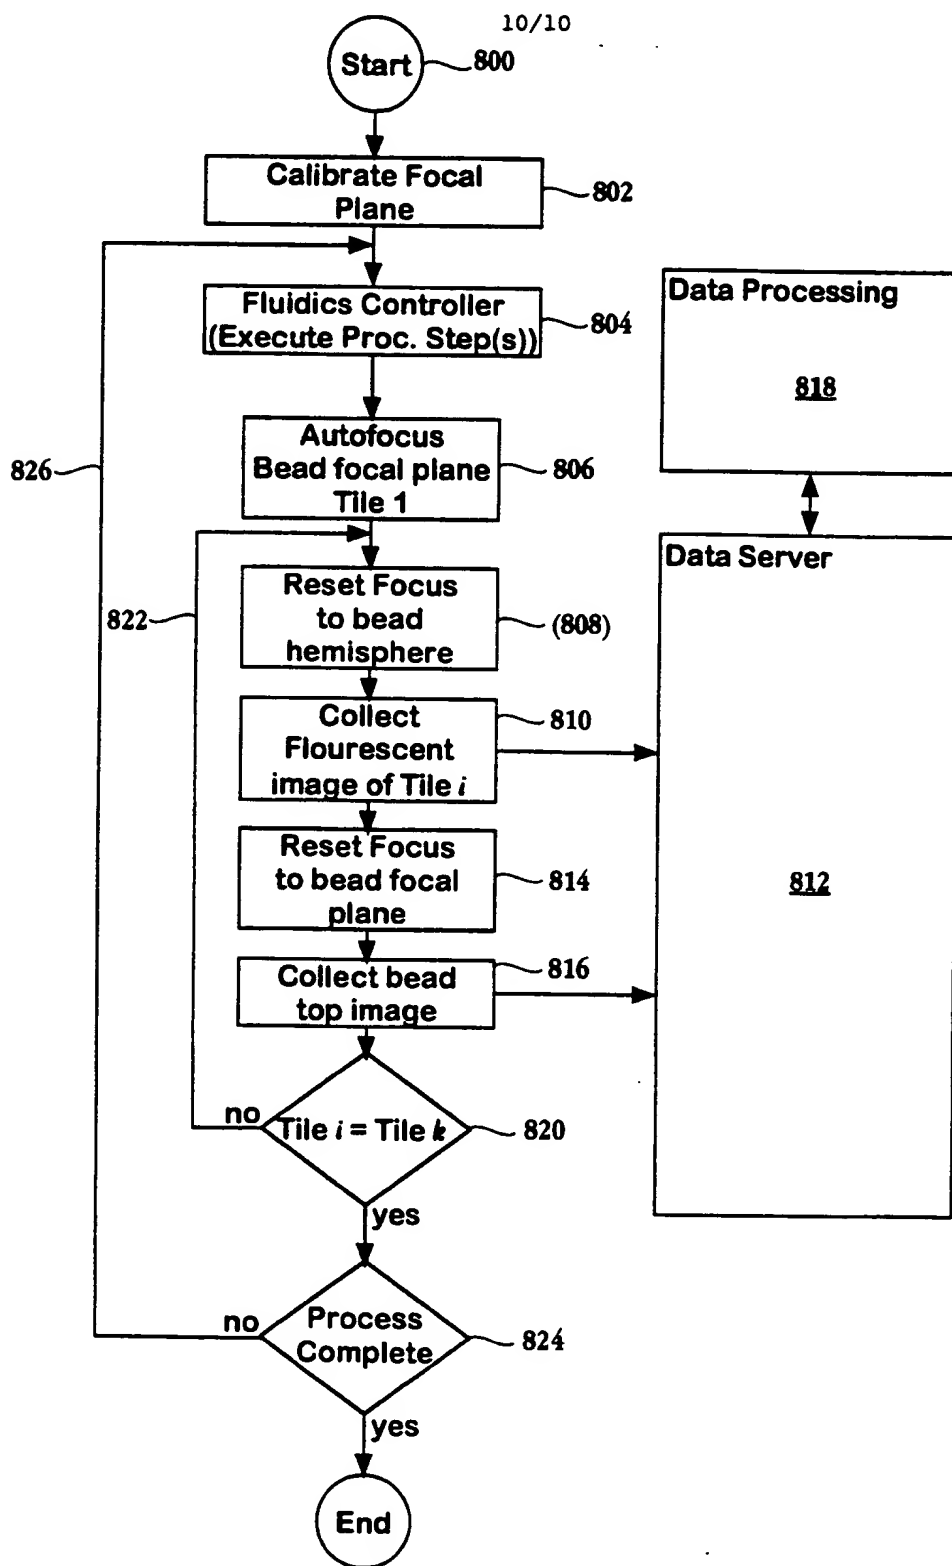 10/10
Start
800
Calibrate Focal
Plane
802
Fluidics Controller
(Execute Proc. Step(s))
804
Autofocus
Bead focal plane
Tile 1
806
826
Reset Focus
to bead
hemisphere
(808)
822
Collect
Flourescent
image of Tile i
810
Reset Focus
to bead focal
plane
814
Collect bead
top image
816
Tile i = Tile k
820
no
yes
Process
Complete
824
no
yes
End
Data Processing
818
Data Server
812